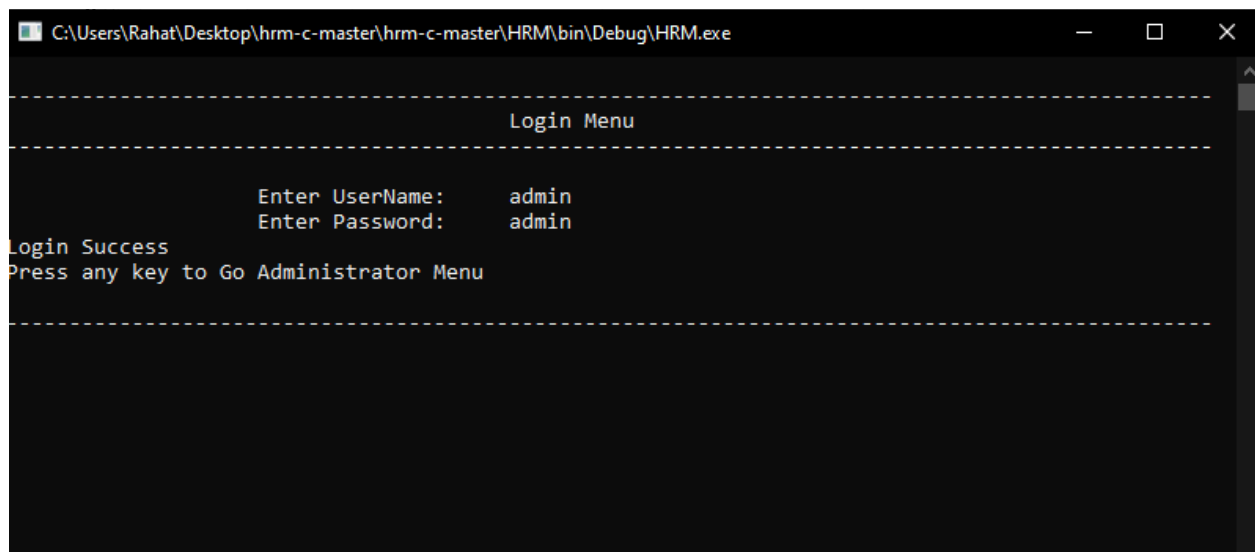 C:\Users\Rahat\Desktop\hrm-c-master\hrm-c-master\HRM\bin\Debug\HRM.exe
-------------------------------------------------------------------------------------------------
Login Menu
-------------------------------------------------------------------------------------------------
Enter UserName: admin
Enter Password: admin
Login Success
Press any key to Go Administrator Menu
-------------------------------------------------------------------------------------------------